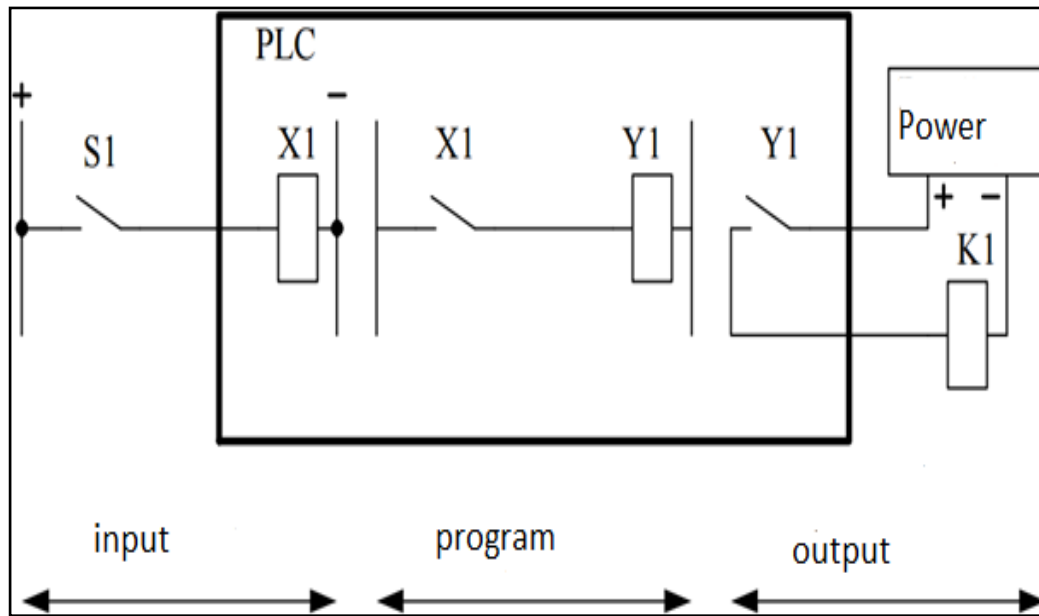 PLC
+
−
S1
X1
X1
Y1
Y1
Power
+ −
K1
input
program
output